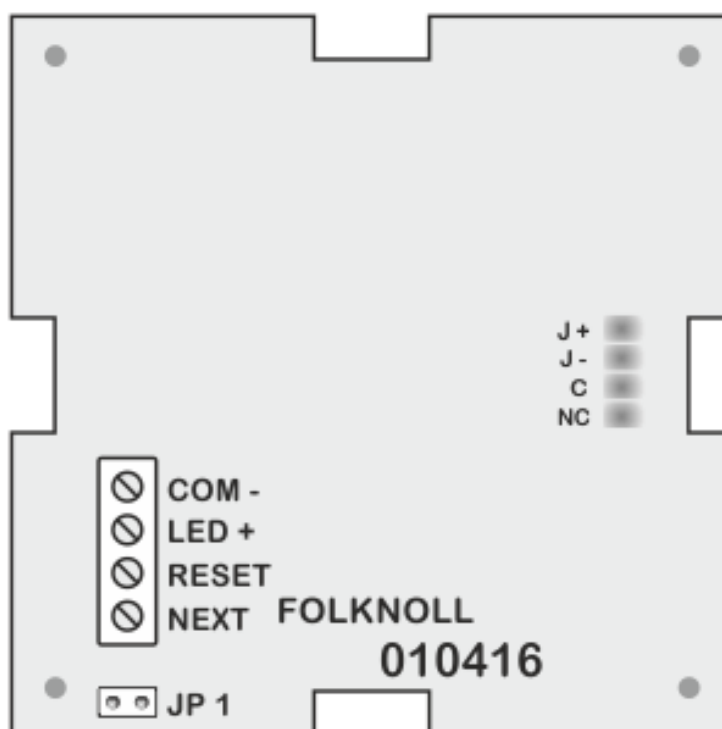 J +
J -
C
NC
COM -
LED +
RESET
NEXT
FOLKNOLL
010416
JP 1